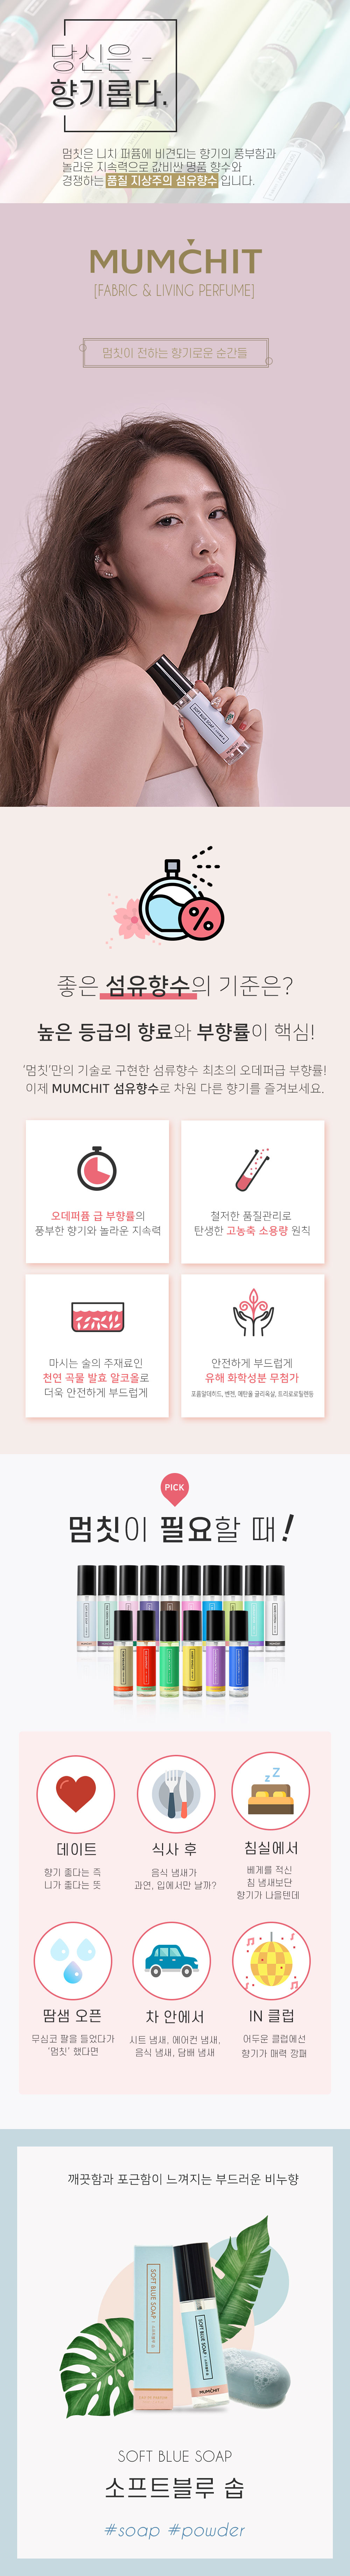 당신은 -
향기롭다.
멈칫은 니치 퍼퓸에 비견되는 향기의 풍부함과
놀라운 지속력으로 값비싼 명품 향수와
경쟁하는 품질 지상주의 섬유향수 입니다.
MUMCHIT
[FABRIC & LIVING PERFUME]
멈칫이 전하는 향기로운 순간들
SOFT BLUE SOAP
좋은 섬유향수의 기준은?
높은 등급의 향료와 부향률이 핵심!
'멈칫'만의 기술로 구현한 섬류향수 최초의 오데퍼급 부향률!
이제 MUMCHIT 섬유향수로 차원 다른 향기를 즐겨보세요.
오데퍼퓸 급 부향률의
풍부한 향기와 놀라운 지속력
철저한 품질관리로
탄생한 고농축 소용량 원칙
마시는 술의 주재료인
천연 곡물 발효 알코올로
더욱 안전하게 부드럽게
안전하게 부드럽게
유해 화학성분 무첨가
포름알데히드, 벤젠, 메탄올 글리옥살, 트리로로틸렌등
PICK
멈칫이 필요할 때!
데이트
향기 좋다는 즉
니가 좋다는 뜻
식사 후
음식 냄새가
과연, 입에서만 날까?
침실에서
베게를 적신
침 냄새보단
향기가 나을텐데
땀샘 오픈
무심코 팔을 들었다가
'멈칫' 했다면
차 안에서
시트 냄새, 에어컨 냄새,
음식 냄새, 담배 냄새
IN 클럽
어두운 클럽에선
향기가 매력 깡패
깨끗함과 포근함이 느껴지는 부드러운 비누향
SOFT BLUE SOAP
SOFT BLUE SOAP
MUMCHIT
SOFT BLUE SOAP
소프트블루 솝
#soap #powder